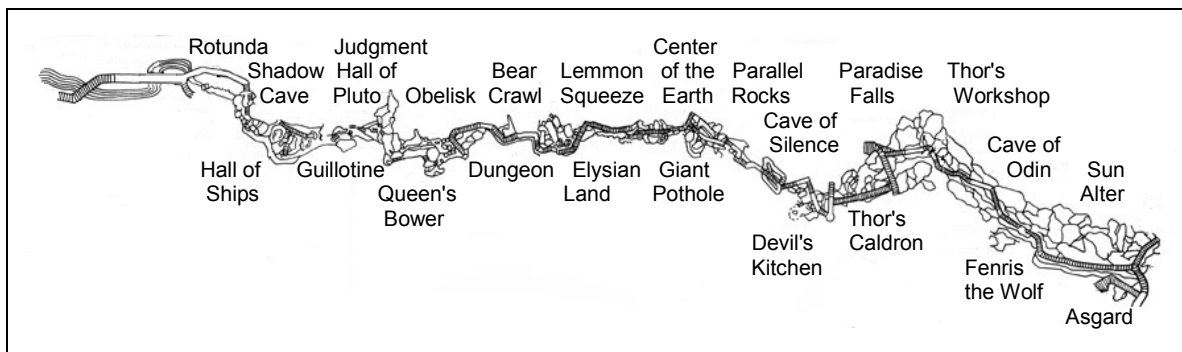 Rotunda
Shadow
Cave
Judgment
Hall of
Pluto
Obelisk
Bear
Crawl
Lemmon
Squeeze
Center
of the
Earth
Parallel
Rocks
Cave of
Silence
Paradise
Falls
Thor's
Workshop
Cave of
Odin
Sun
Alter
Hall of
Ships
Guillotine
Queen's
Bower
Dungeon
Elysian
Land
Giant
Pothole
Devil's
Kitchen
Thor's
Caldron
Fenris
the Wolf
Asgard